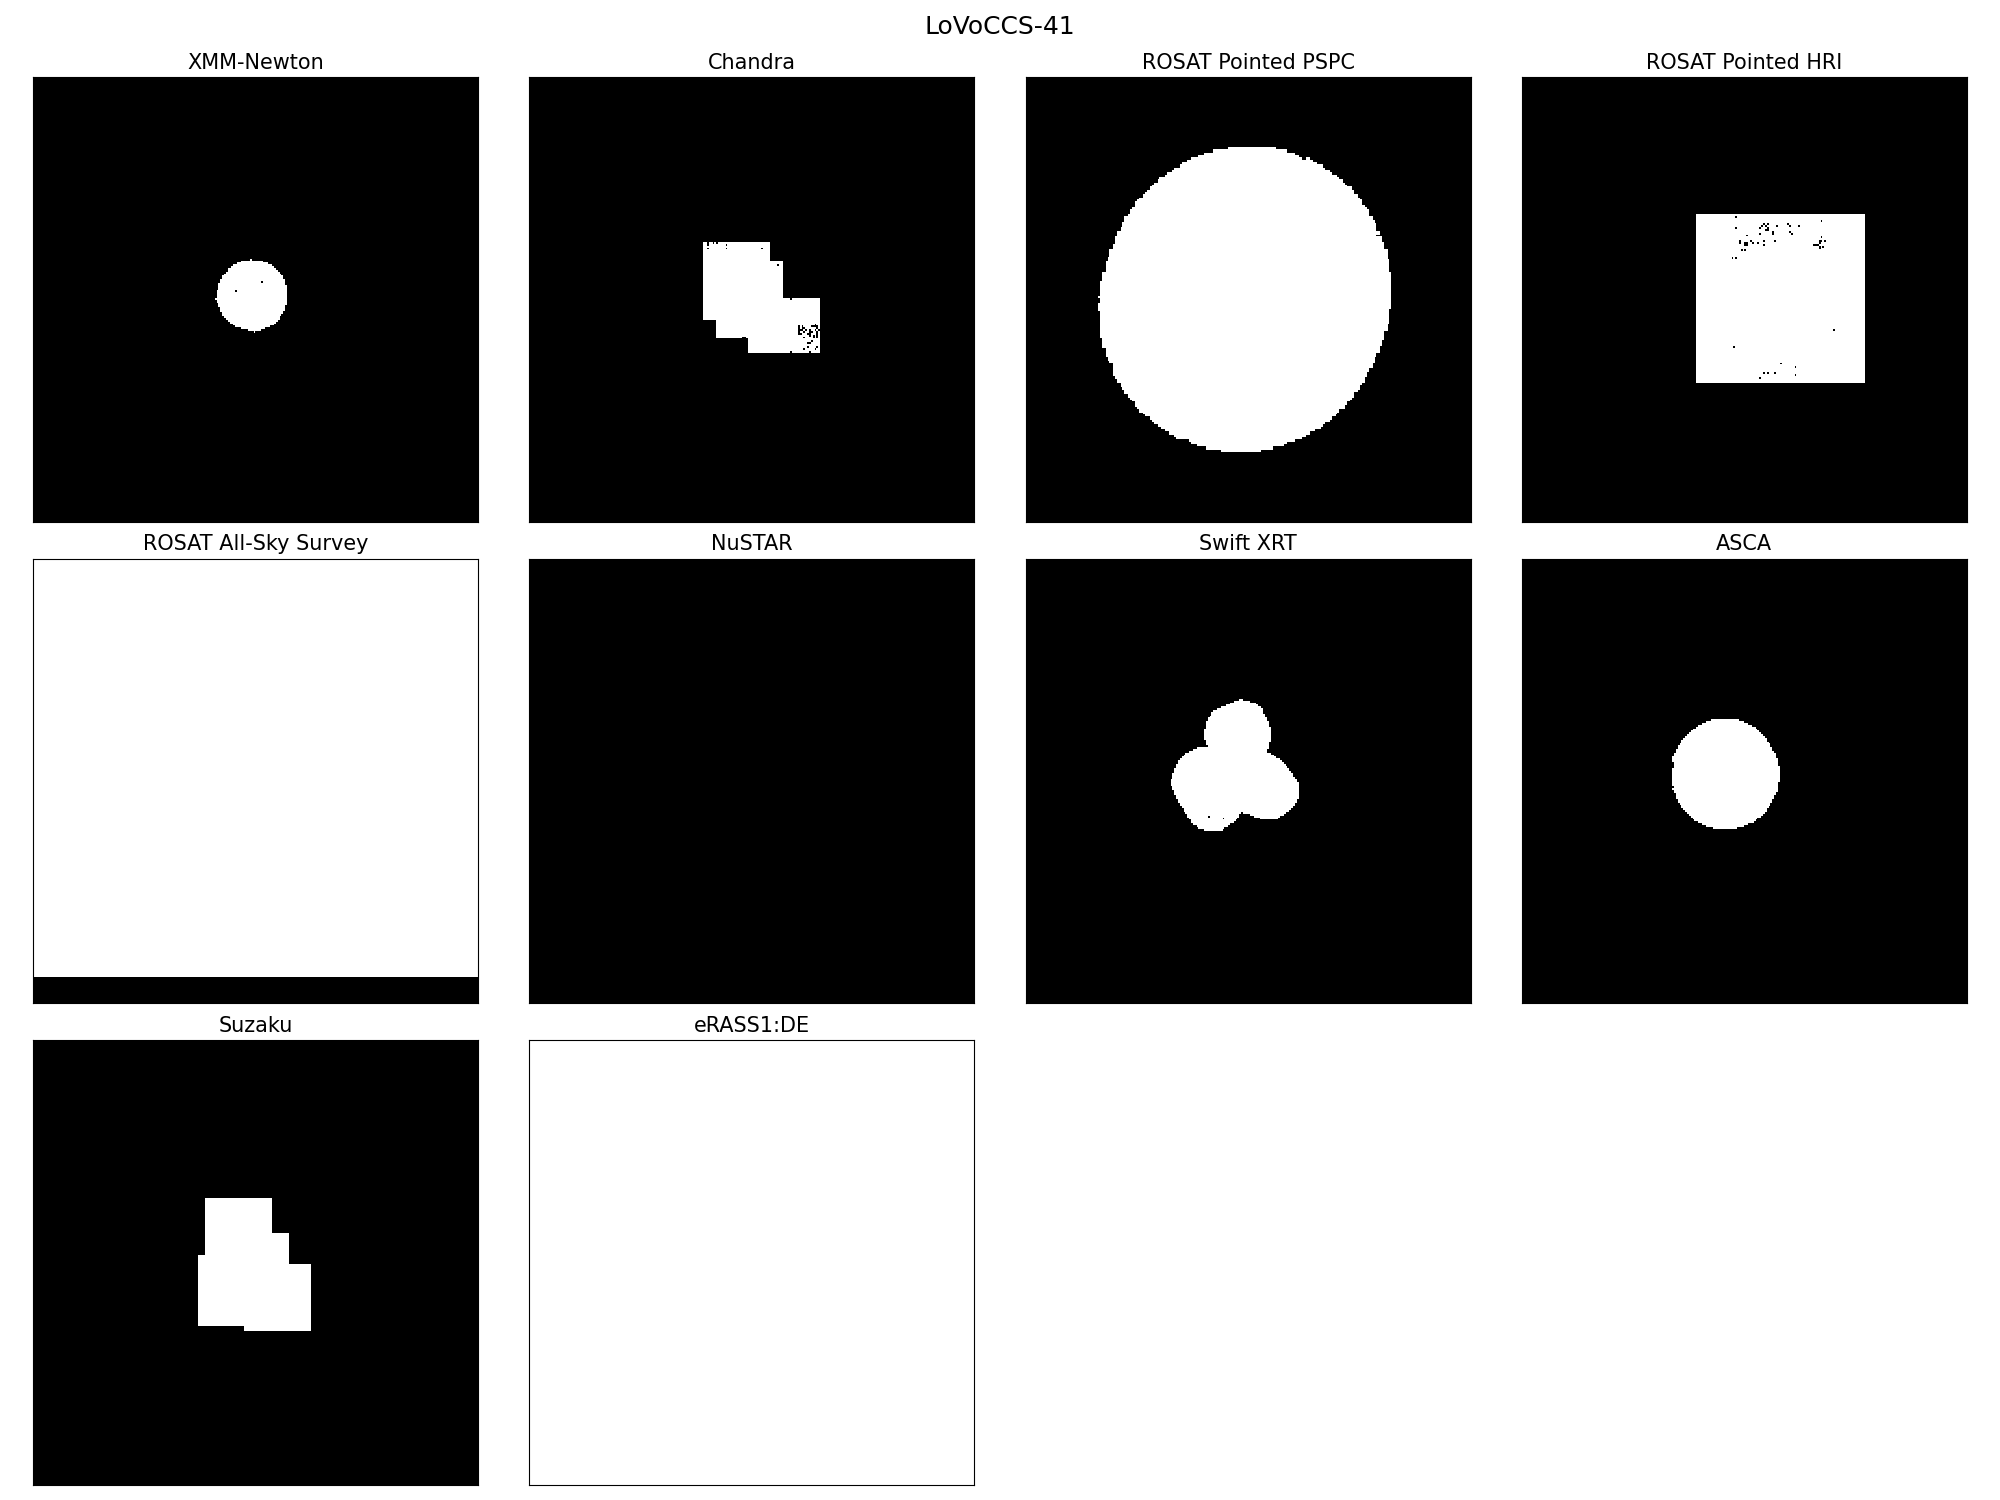 LoVoCCS-41
XMM-Newton
Chandra
ROSAT Pointed PSPC
ROSAT Pointed HRI
ROSAT All-Sky Survey
NuSTAR
Swift XRT
ASCA
Suzaku
eRASS1:DE